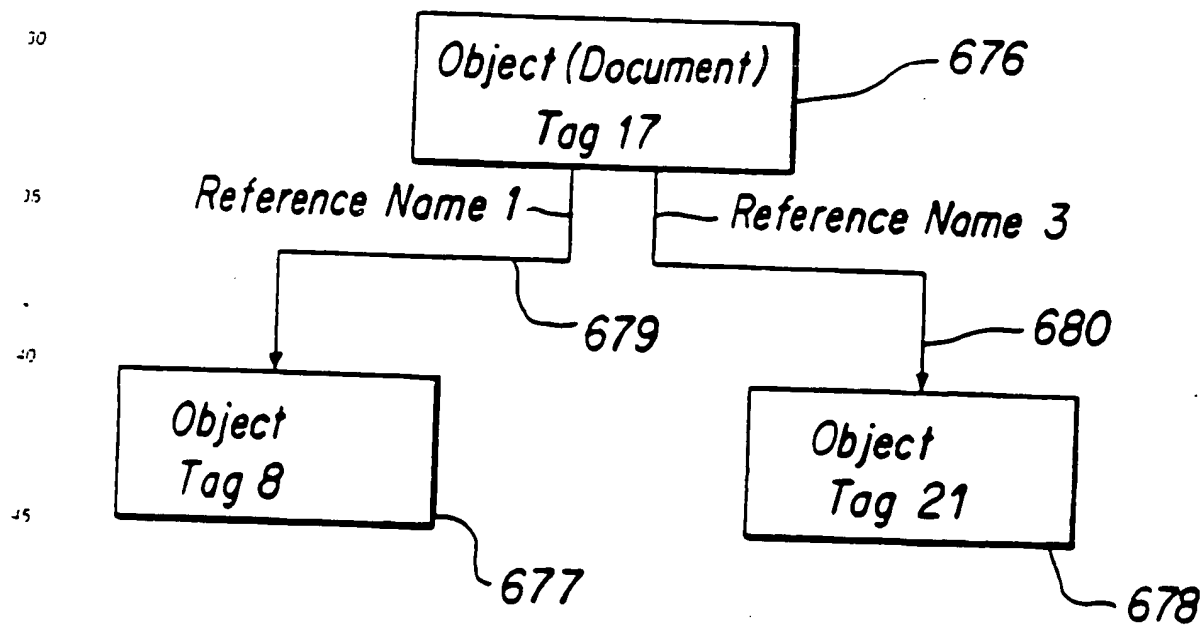 Object (Document)
Tag 17
676
Reference Name 1
Reference Name 3
679
680
Object
Tag 8
677
Object
Tag 21
678
40